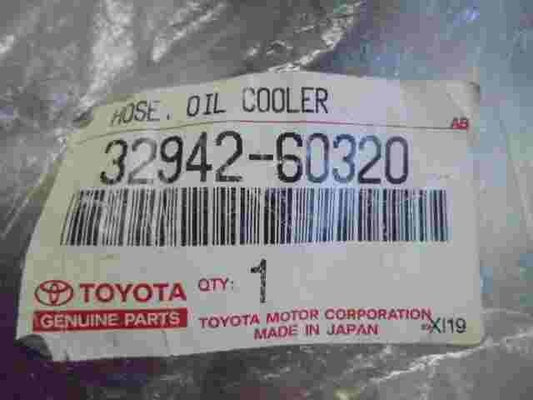 HOSE, OIL COOLER
AB
32942-60320
TOYOTA QTY: 1
GENUINE PARTS
TOYOTA MOTOR CORPORATION
MADE IN JAPAN
XI19